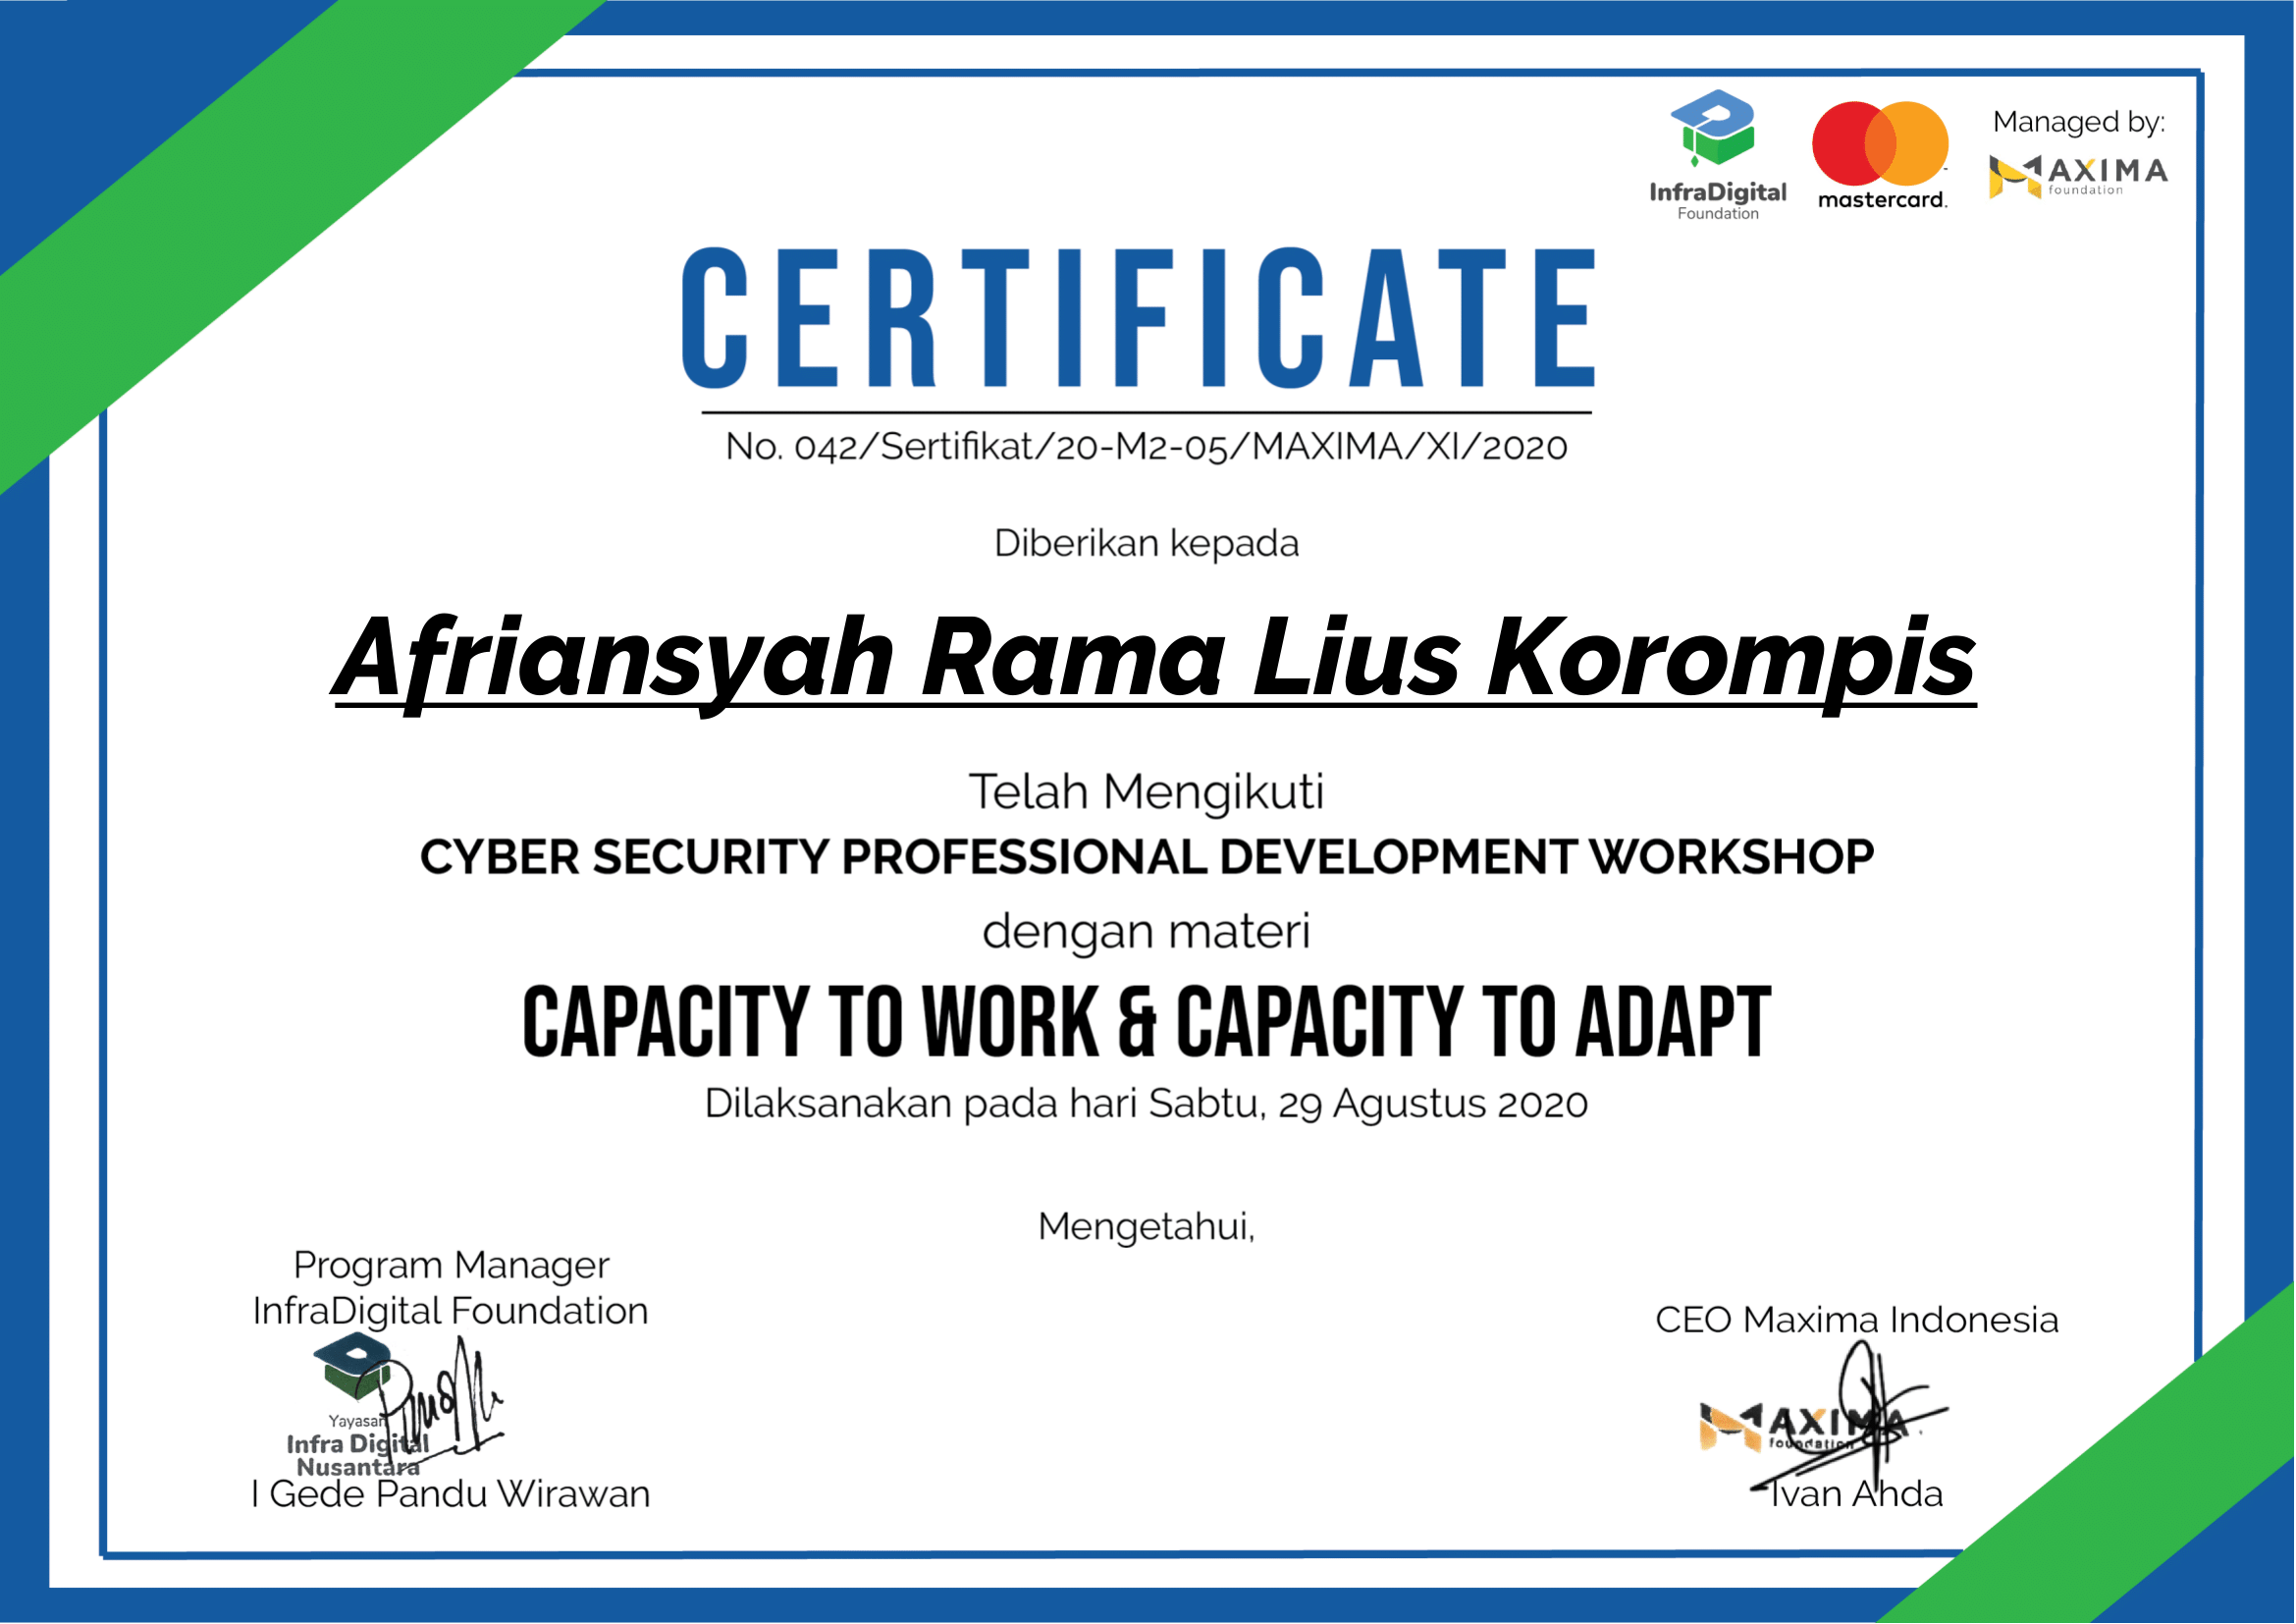 InfraDigital
Foundation
mastercard.
Managed by:
MAXIMA
foundation
CERTIFICATE
No. 042/Sertifikat/20-M2-05/MAXIMA/XI/2020
Diberikan kepada
Afriansyah Rama Lius Korompis
Telah Mengikuti
CYBER SECURITY PROFESSIONAL DEVELOPMENT WORKSHOP
dengan materi
CAPACITY TO WORK & CAPACITY TO ADAPT
Dilaksanakan pada hari Sabtu, 29 Agustus 2020
Mengetahui,
Program Manager
InfraDigital Foundation
Yayasan
Infra Digital
Nusantara
I Gede Pandu Wirawan
CEO Maxima Indonesia
MAXIMA
foundation
Ivan Ahda